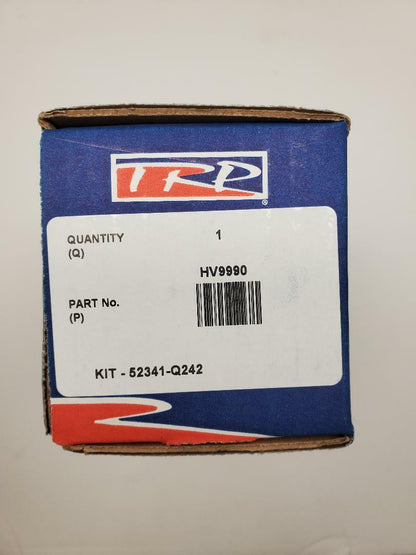 TRP
®
QUANTITY 1
(Q)
HV9990
PART No.
(P)
KIT - 52341-Q242